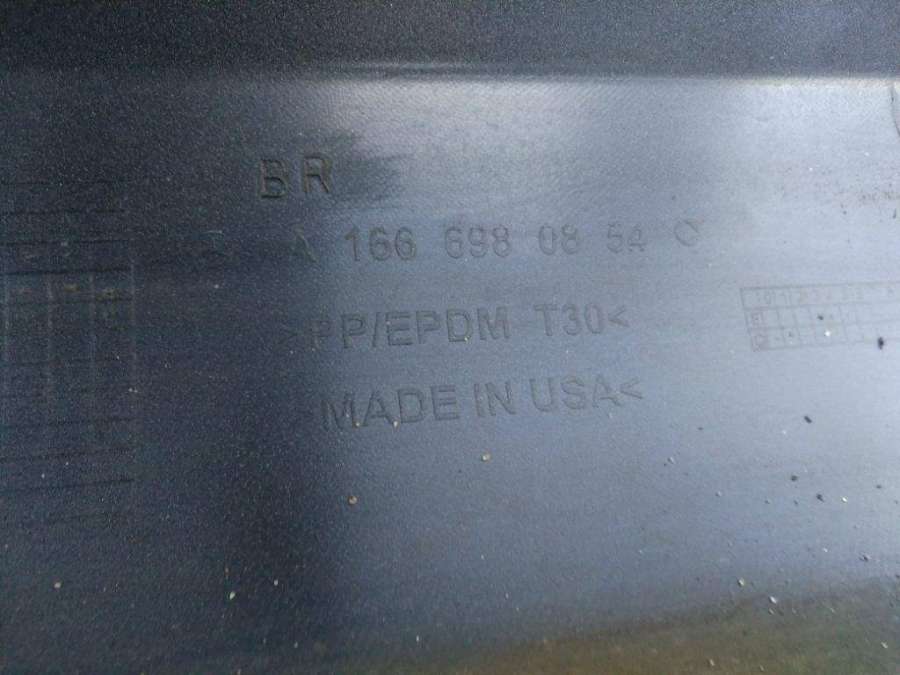 BR
A 166 698 08 54
>PP/EPDM T30<
>MADE IN USA<